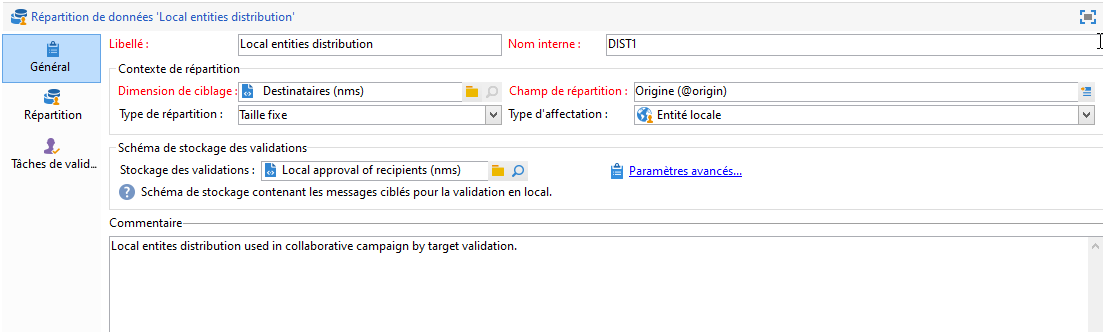 Répartition de données 'Local entities distribution'
Général
Répartition
Tâches de valid...
Libellé : Local entities distribution Nom interne : DIST1
Contexte de répartition
Dimension de ciblage : Destinataires (nms) Champ de répartition : Origine (@origin)
Type de répartition : Taille fixe Type d'affectation : Entité locale
Schéma de stockage des validations
Stockage des validations : Local approval of recipients (nms) Paramètres avancés...
? Schéma de stockage contenant les messages ciblés pour la validation en local.
Commentaire
Local entites distribution used in collaborative campaign by target validation.